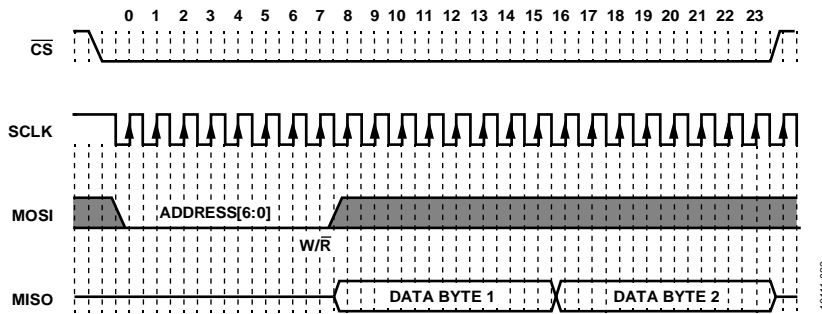 0 1 2 3 4 5 6 7 8 9 10 11 12 13 14 15 16 17 18 19 20 21 22 23
CS
SCLK
MOSI
ADDRESS[6:0]
W/R
MISO
DATA BYTE 1
DATA BYTE 2